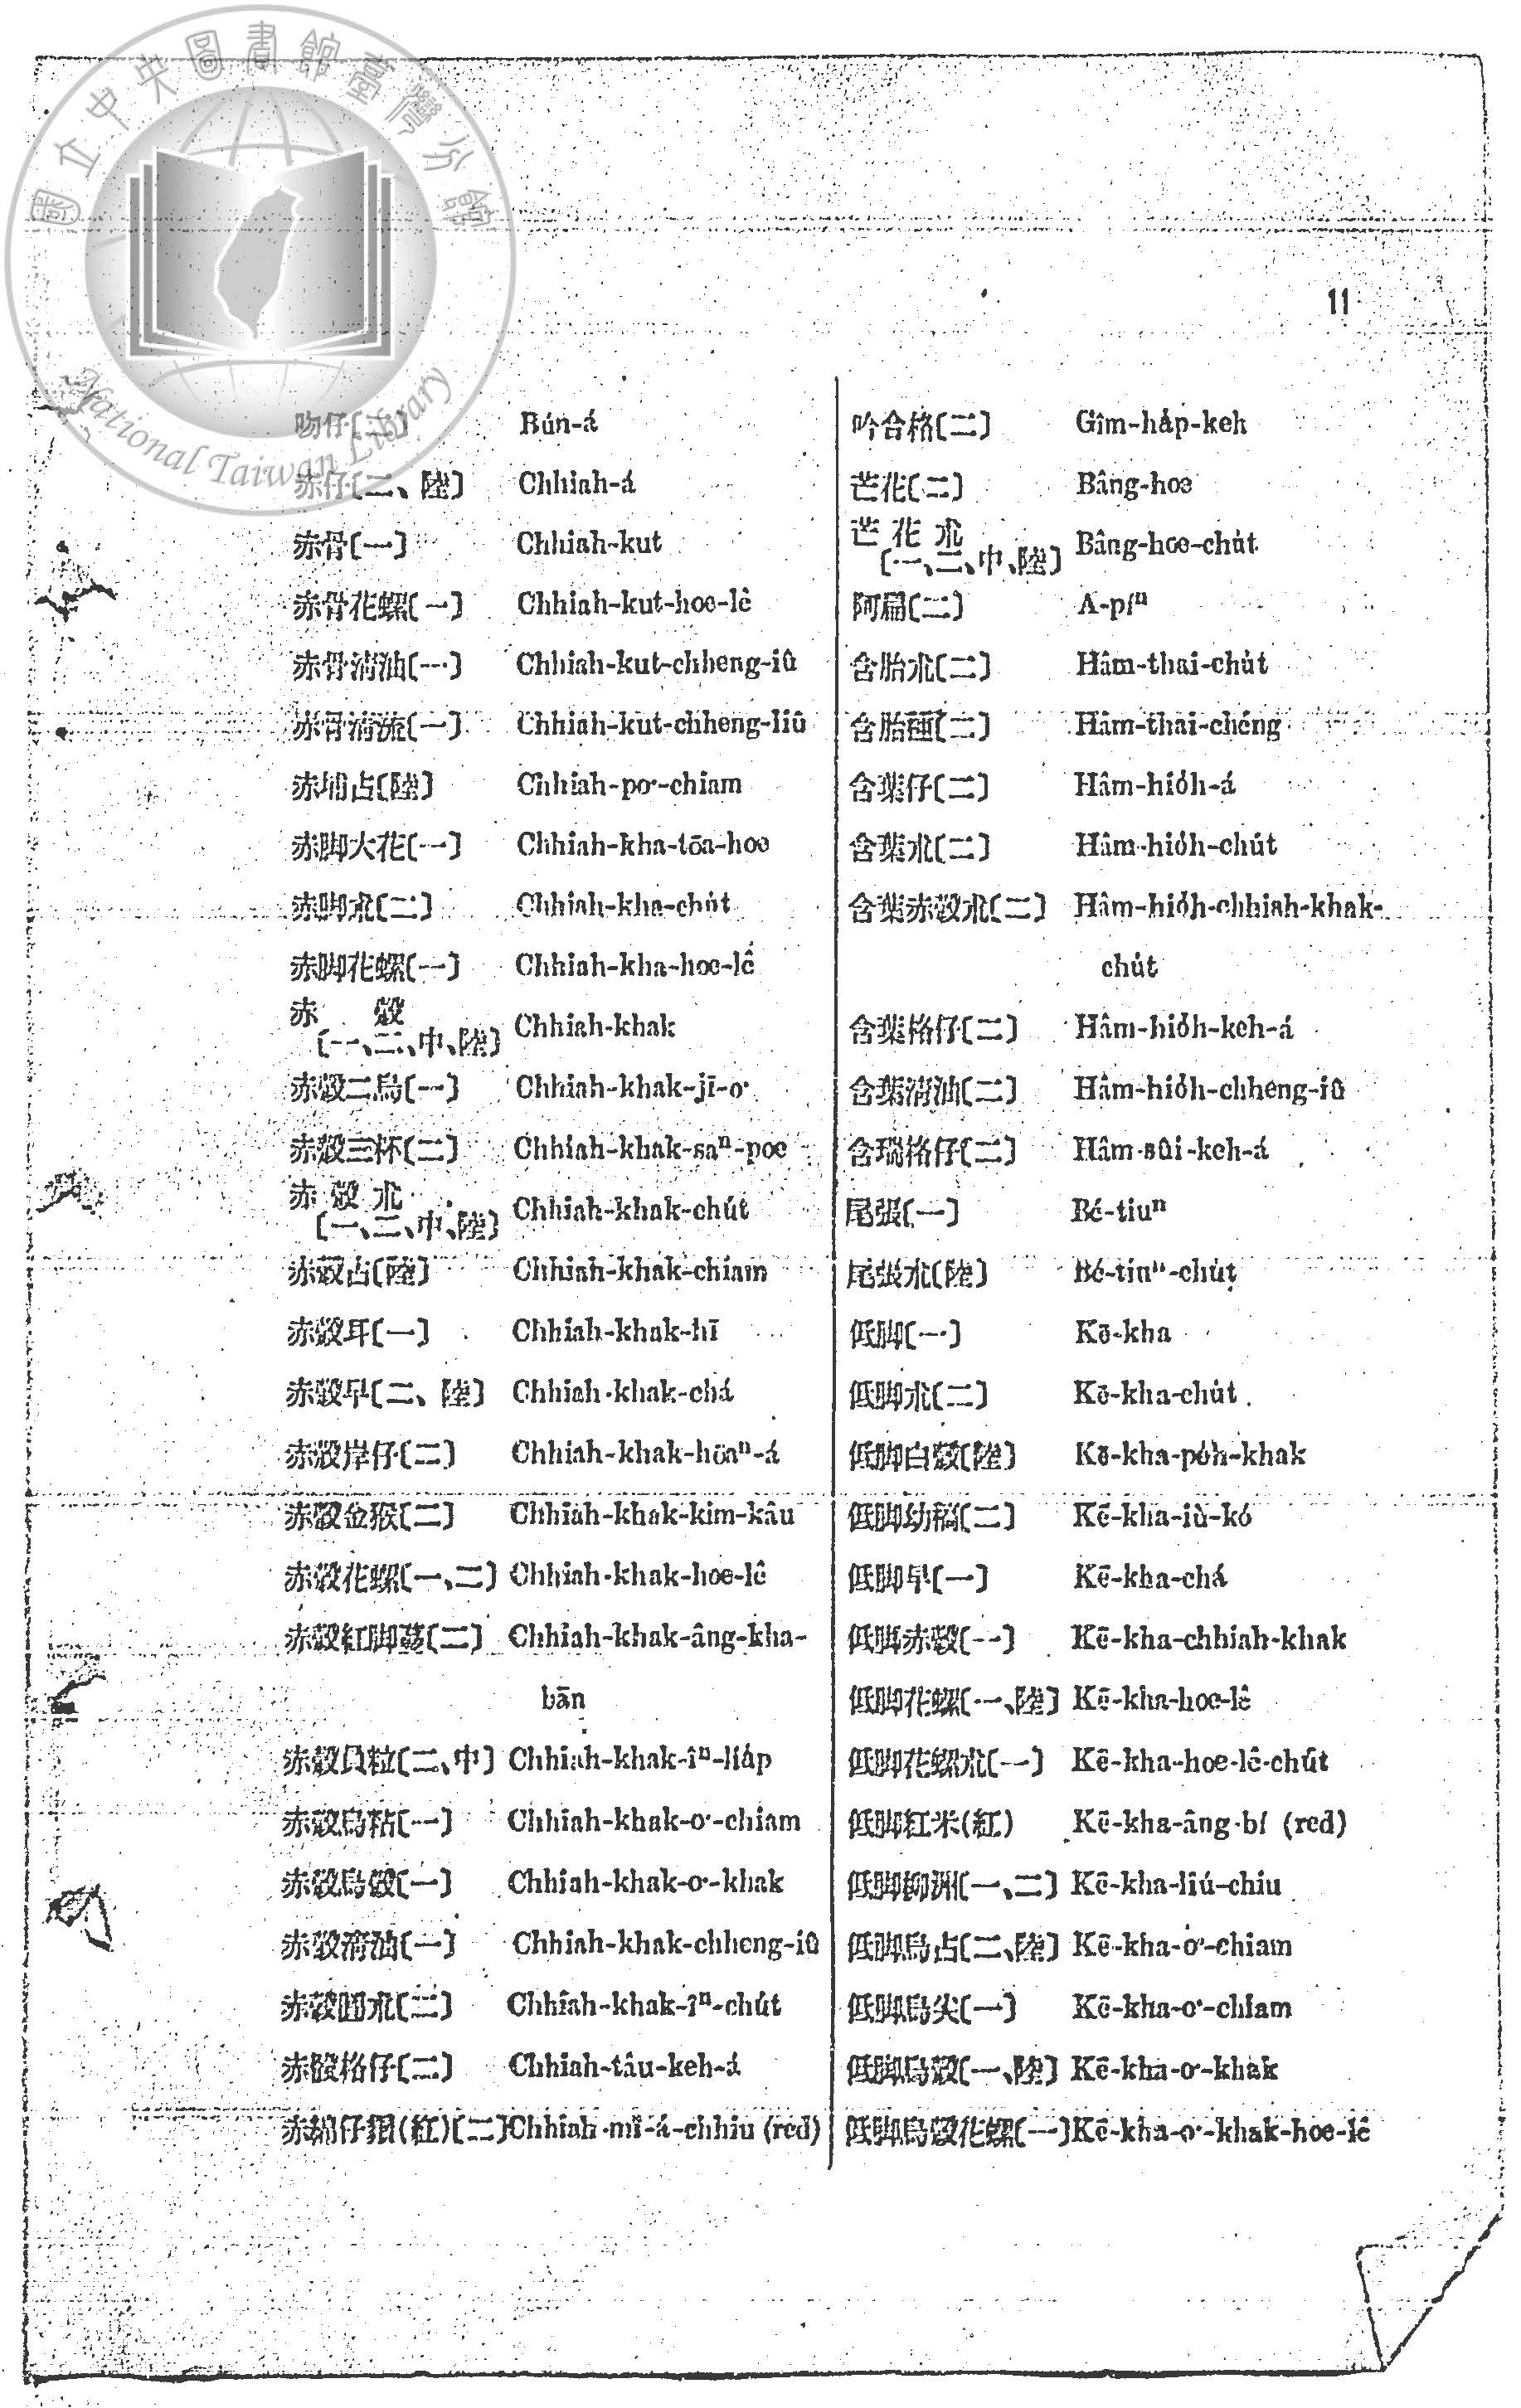 國立中央圖書館臺灣分館
National Taiwan Library
11
吻仔〔二〕 Bún-á
赤仔〔二、陸〕 Chhiah-á
赤骨〔一〕 Chhiah-kut
赤骨花螺〔一〕 Chhiah-kut-hoe-lê
赤骨淸油〔一〕 Chhiah-kut-chheng-iû
赤骨淸流〔一〕 Chhiah-kut-chheng-liû
赤埔占〔陸〕 Chhiah-po·-chiam
赤脚大花〔一〕 Chhiah-kha-tōa-hoe
赤脚朮〔二〕 Chhiah-kha-chu̍t
赤脚花螺〔一〕 Chhiah-kha-hoe-lê
赤 殼
〔一、二、中、陸〕 Chhiah-khak
赤殼二烏〔一〕 Chhiah-khak-jī-o·
赤殼三杯〔二〕 Chhiah-khak-saⁿ-poe
赤殼朮
〔一、二、中、陸〕 Chhiah-khak-chu̍t
赤殼占〔陸〕 Chhiah-khak-chiam
赤殼耳〔一〕 Chhiah-khak-hī
赤殼早〔二、陸〕 Chhiah-khak-chá
赤殼岸仔〔二〕 Chhiah-khak-hōaⁿ-á
赤殼金猴〔二〕 Chhiah-khak-kim-kâu
赤殼花螺〔一、二〕 Chhiah-khak-hoe-lê
赤殼紅脚蔓〔二〕 Chhiah-khak-âng-kha-
bān
赤殼員粒〔二、中〕 Chhiah-khak-îⁿ-lia̍p
赤殼烏粘〔一〕 Chhiah-khak-o·-chiam
赤殼烏殼〔一〕 Chhiah-khak-o·-khak
赤殼淸油〔一〕 Chhiah-khak-chheng-iû
赤殼圓朮〔二〕 Chhiah-khak-îⁿ-chu̍t
赤骰格仔〔二〕 Chhiah-tâu-keh-á
赤綿仔䅺(紅)〔二〕 Chhiah-mî-á-chhiu (red)
吟合格〔二〕 Gîm-ha̍p-keh
芒花〔二〕 Bâng-hoe
芒花朮
〔一、二、中、陸〕 Bâng-hoe-chu̍t
阿扁〔二〕 A-píⁿ
含胎朮〔二〕 Hâm-thai-chu̍t
含胎種〔二〕 Hâm-thai-chéng
含葉仔〔二〕 Hâm-hio̍h-á
含葉朮〔二〕 Hâm-hio̍h-chu̍t
含葉赤殼朮〔二〕 Hâm-hio̍h-chhiah-khak-
chu̍t
含葉格仔〔二〕 Hâm-hio̍h-keh-á
含葉淸油〔二〕 Hâm-hio̍h-chheng-iû
含瑞格仔〔二〕 Hâm-sūi-keh-á
尾張〔一〕 Bé-tiuⁿ
尾張朮〔陸〕 Bé-tiuⁿ-chu̍t
低脚〔一〕 Kē-kha
低脚朮〔二〕 Kē-kha-chu̍t
低脚白殼〔陸〕 Kē-kha-pe̍h-khak
低脚幼稿〔二〕 Kē-kha-iù-kó
低脚早〔一〕 Kē-kha-chá
低脚赤殼〔一〕 Kē-kha-chhiah-khak
低脚花螺〔一、陸〕 Kē-kha-hoe-lê
低脚花螺朮〔一〕 Kē-kha-hoe-lê-chu̍t
低脚紅米(紅) Kē-kha-âng-bí (red)
低脚柳洲〔一、二〕 Kē-kha-liú-chiu
低脚烏占〔二、陸〕 Kē-kha-o·-chiam
低脚烏尖〔一〕 Kē-kha-o·-chiam
低脚烏殼〔一、陸〕 Kē-kha-o·-khak
低脚烏殼花螺〔一〕 Kē-kha-o·-khak-hoe-lê